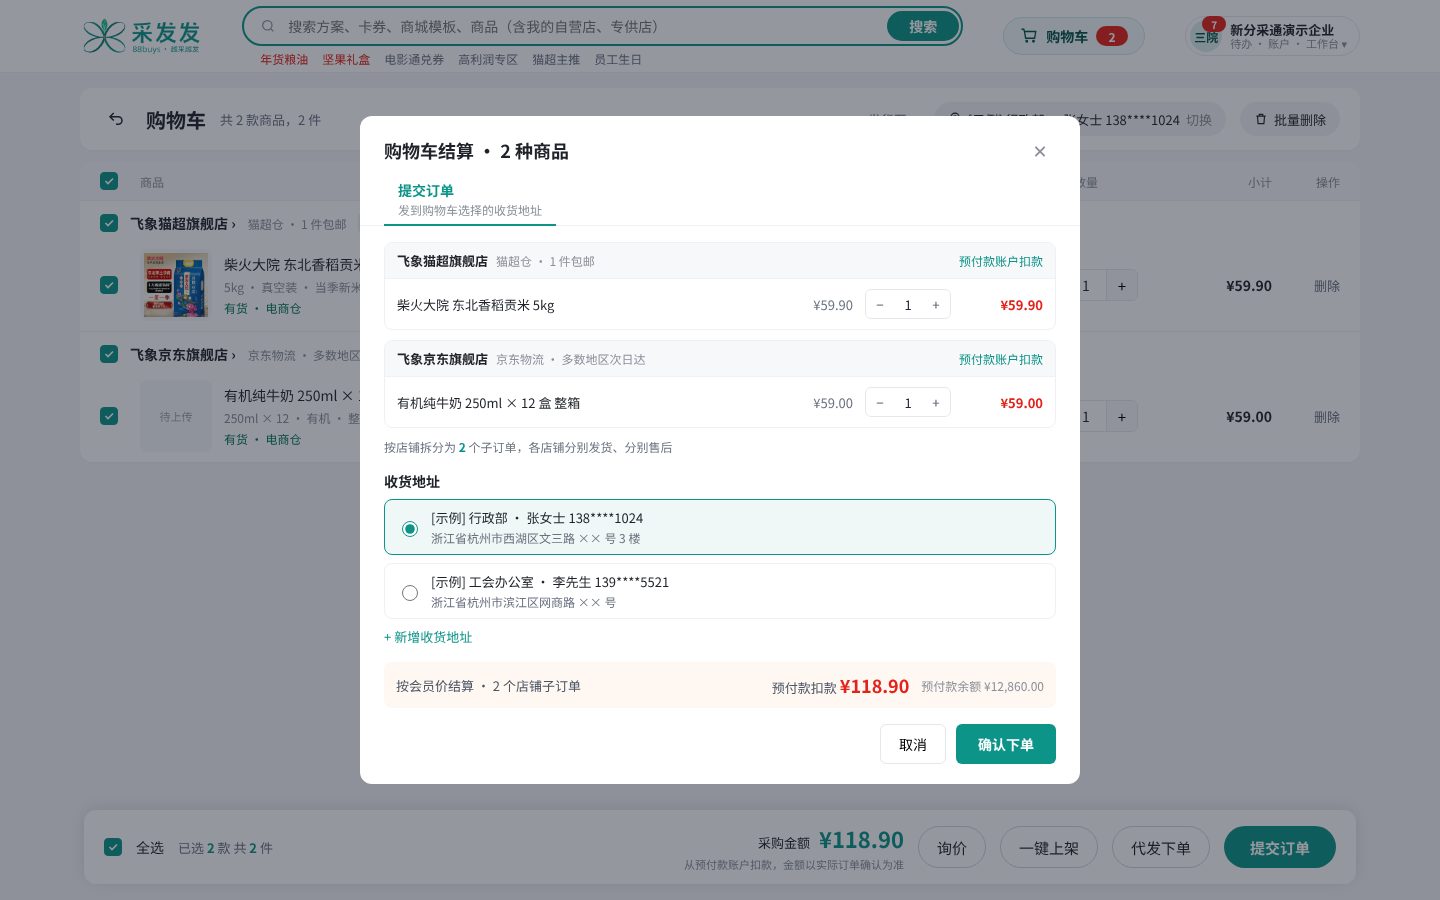 采发发
BBbuys · 越采越发
搜索方案、卡券、商城模板、商品（含我的自营店、专供店）
搜索
年货粮油 坚果礼盒 电影通兑券 高利润专区 猫超主推 员工生日
购物车 2
三院 7
新分采通演示企业
待办 · 账户 · 工作台 ▾
购物车 共 2 款商品，2 件
张女士 138****1024 切换
批量删除
商品
小计 操作
飞象猫超旗舰店 › 猫超仓 · 1 件包邮
柴火大院 东北香稻贡米
5kg · 真空装 · 当季新米
有货 · 电商仓
1 +
¥59.90 删除
飞象京东旗舰店 › 京东物流 · 多数地区
待上传
有机纯牛奶 250ml ×
250ml × 12 · 有机 · 整
有货 · 电商仓
1 +
¥59.00 删除
购物车结算 · 2 种商品
提交订单
发到购物车选择的收货地址
飞象猫超旗舰店 猫超仓 · 1 件包邮 预付款账户扣款
柴火大院 东北香稻贡米 5kg ¥59.90 − 1 + ¥59.90
飞象京东旗舰店 京东物流 · 多数地区次日达 预付款账户扣款
有机纯牛奶 250ml × 12 盒 整箱 ¥59.00 − 1 + ¥59.00
按店铺拆分为 2 个子订单，各店铺分别发货、分别售后
收货地址
[示例] 行政部 · 张女士 138****1024
浙江省杭州市西湖区文三路 ×× 号 3 楼
[示例] 工会办公室 · 李先生 139****5521
浙江省杭州市滨江区网商路 ×× 号
+ 新增收货地址
按会员价结算 · 2 个店铺子订单 预付款扣款 ¥118.90 预付款余额 ¥12,860.00
取消 确认下单
全选 已选 2 款 共 2 件
采购金额 ¥118.90
从预付款账户扣款，金额以实际订单确认为准
询价 一键上架 代发下单 提交订单